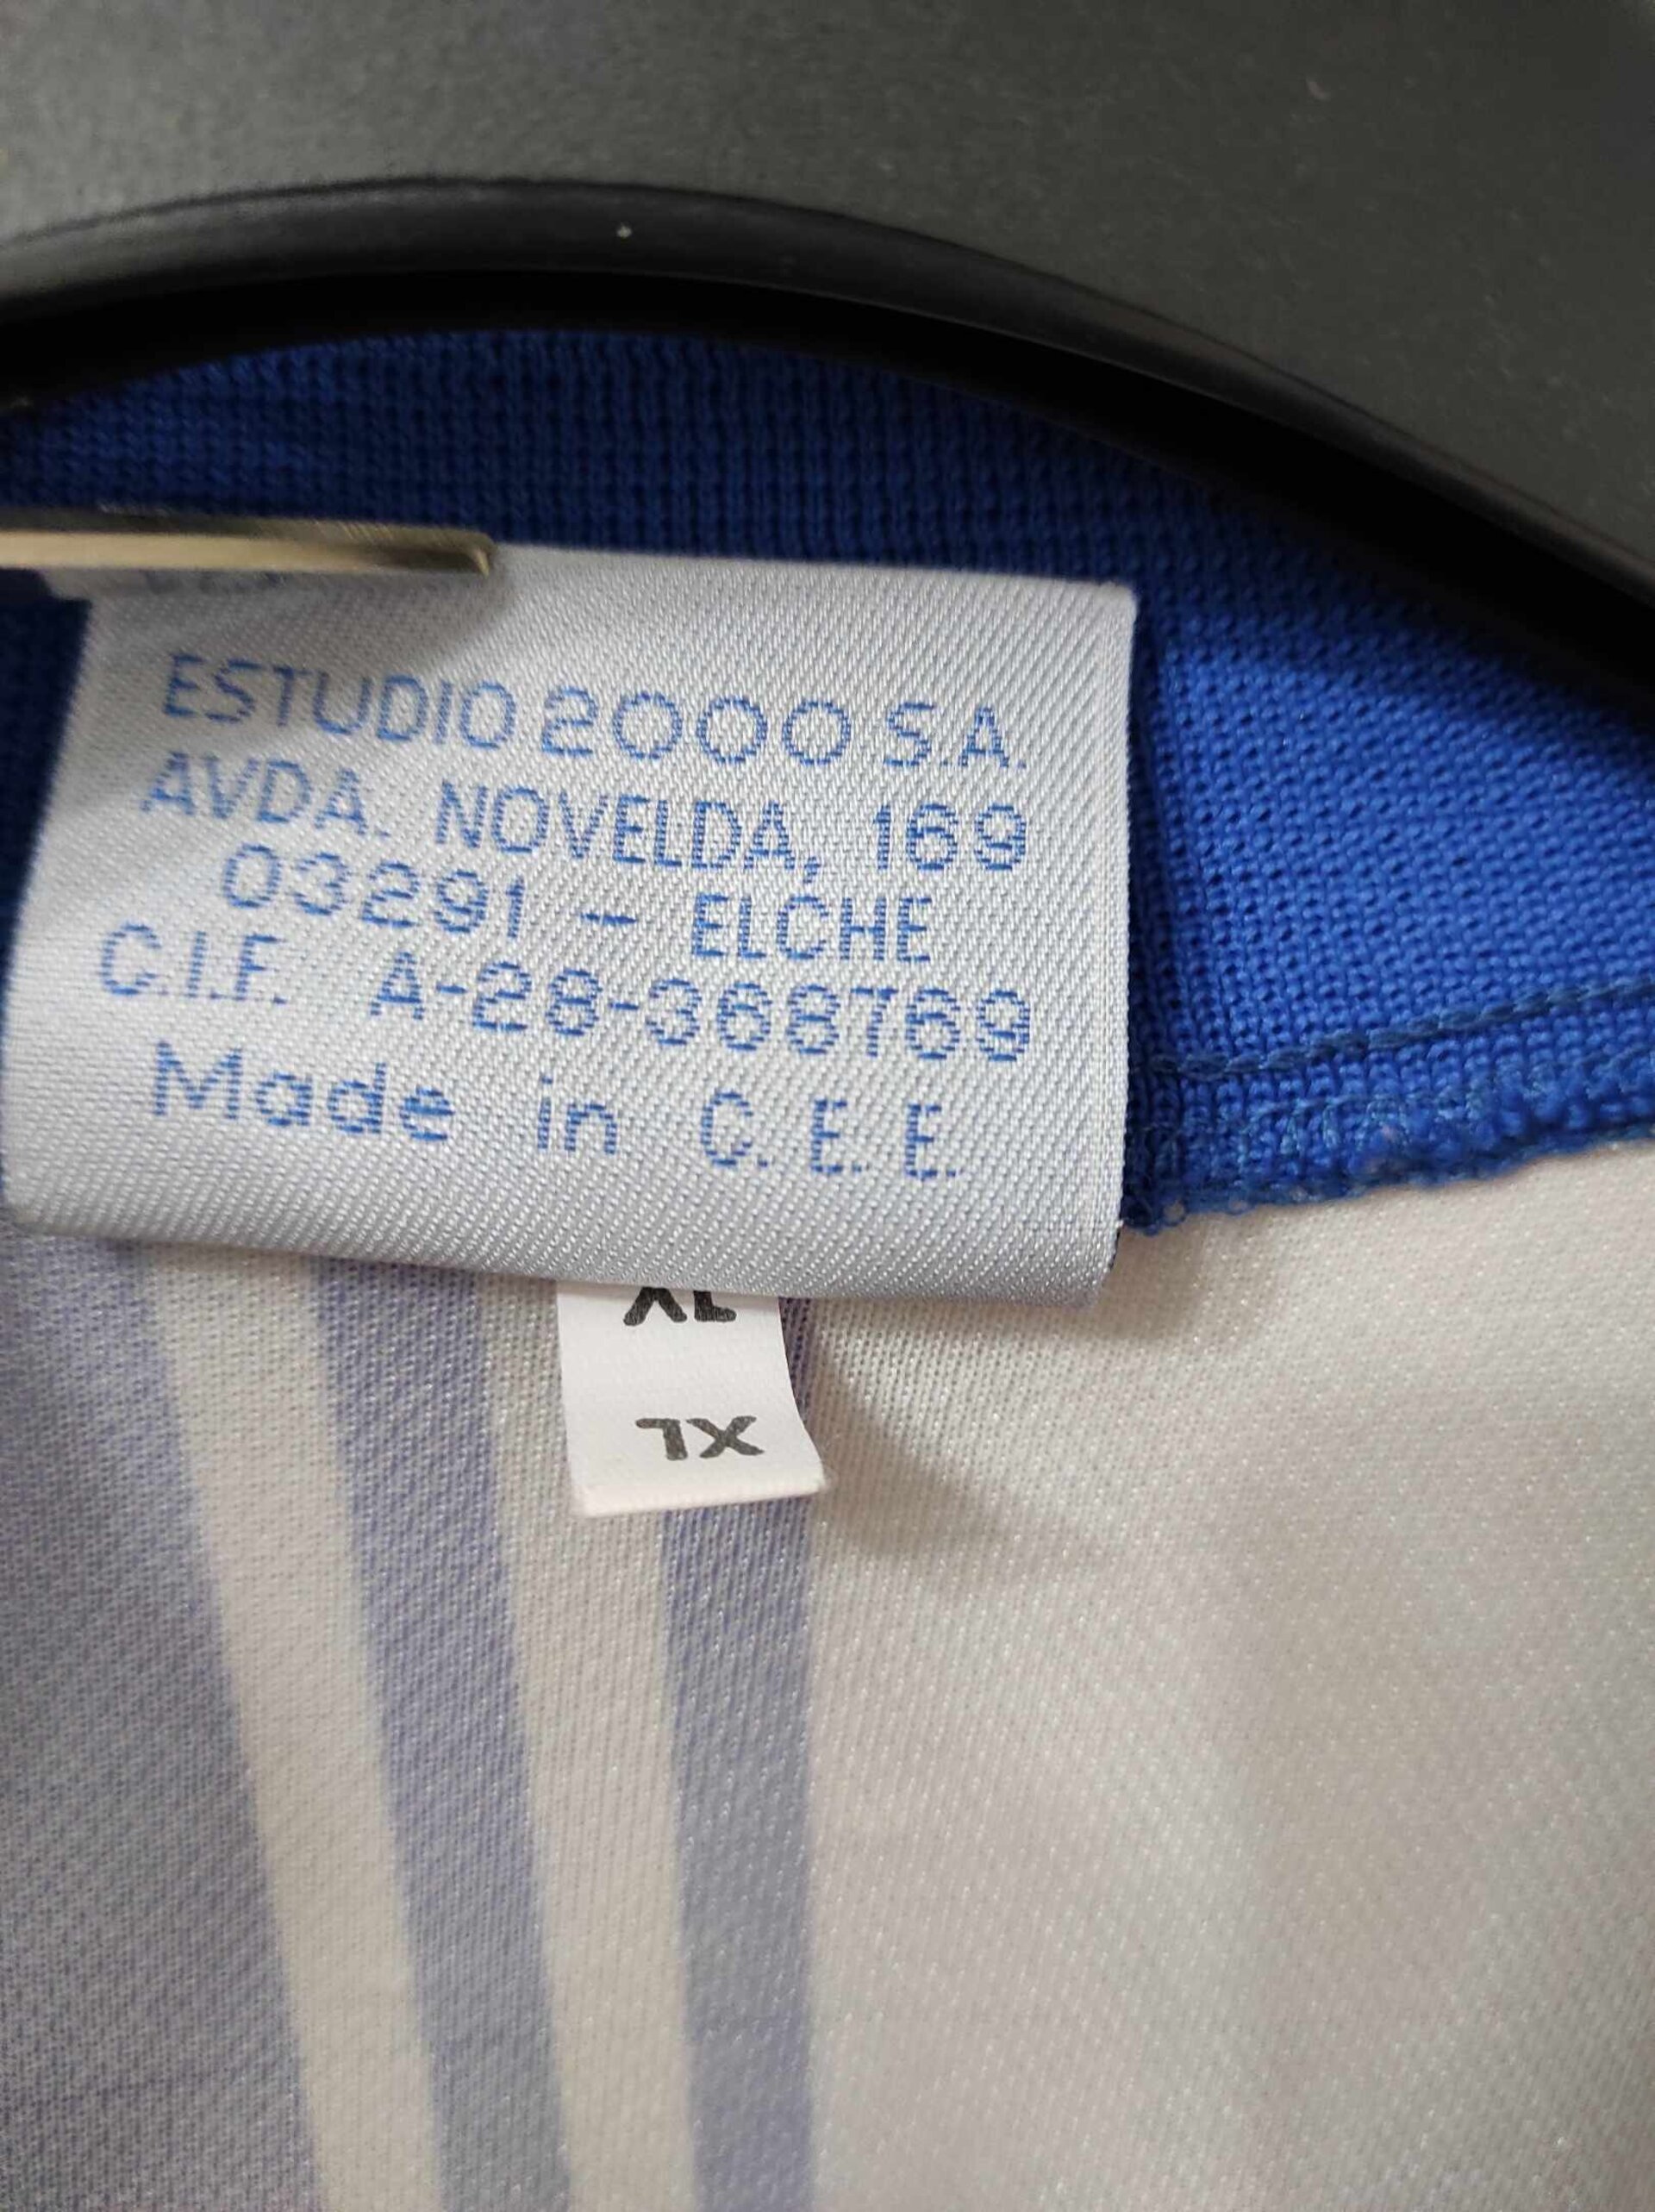 ESTUDIO 2000 S.A.
AVDA. NOVELDA, 169
03291 - ELCHE
C.I.F. A-28-368769
Made in C.E.E.
XL
XL